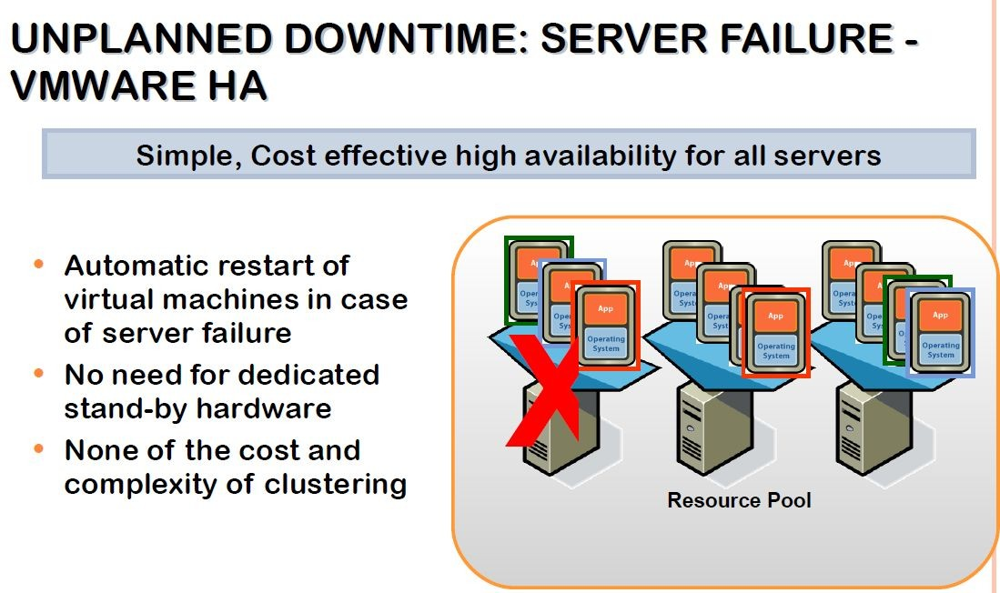 UNPLANNED DOWNTIME: SERVER FAILURE -
VMWARE HA
Simple, Cost effective high availability for all servers
• Automatic restart of
virtual machines in case
of server failure
• No need for dedicated
stand-by hardware
• None of the cost and
complexity of clustering
App
Operating
System
App
Operating
System
App
Operating
System
Resource Pool